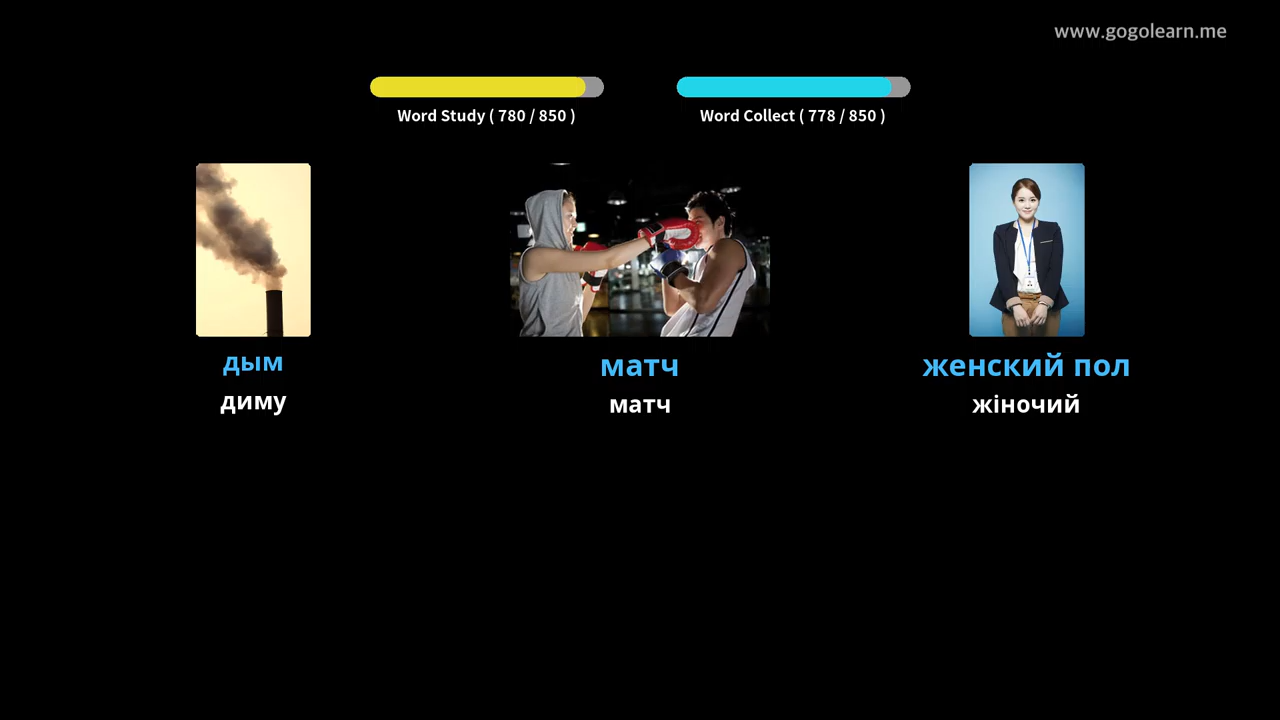 www.gogolearn.me
Word Study ( 780 / 850 )
Word Collect ( 778 / 850 )
дым
матч
женский пол
диму
матч
жіночий